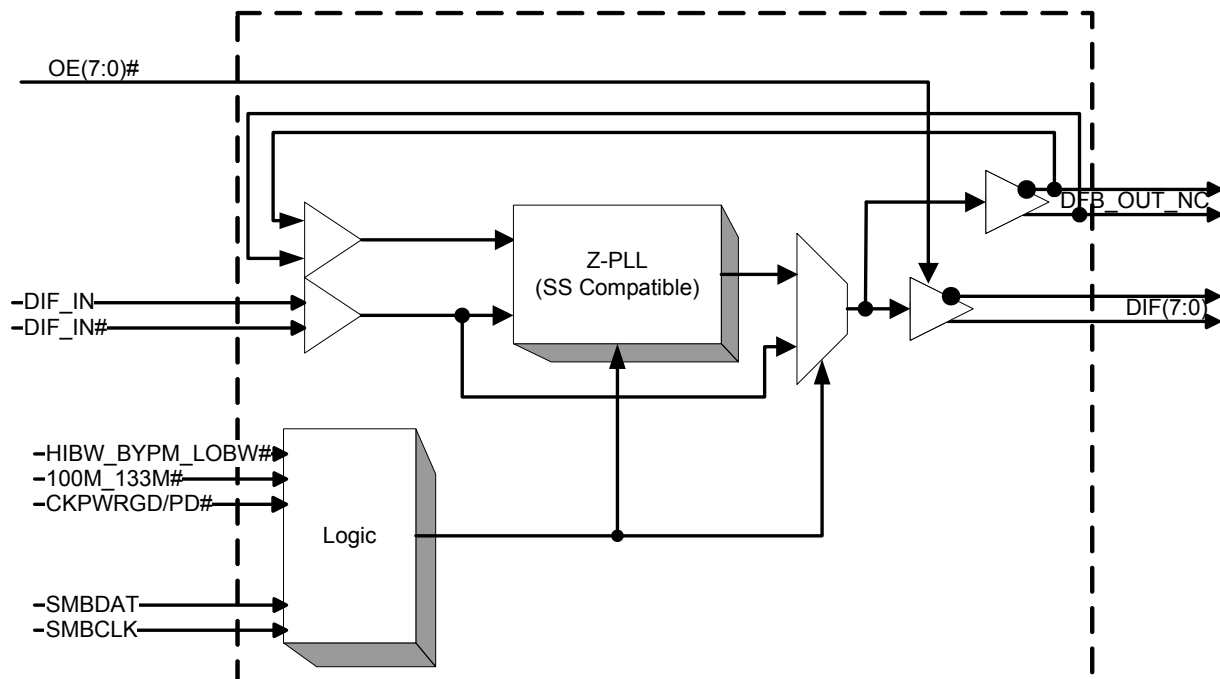 OE(7:0)#
DFB_OUT_NC
Z-PLL
(SS Compatible)
DIF_IN
DIF_IN#
DIF(7:0)
HIBW_BYPM_LOBW#
100M_133M#
CKPWRGD/PD#
Logic
SMBDAT
SMBCLK